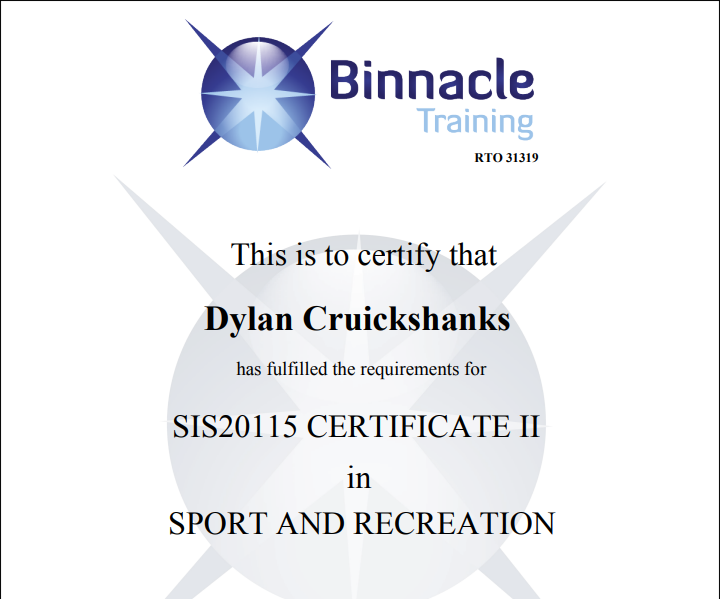 Binnacle
Training
RTO 31319
This is to certify that
Dylan Cruickshanks
has fulfilled the requirements for
SIS20115 CERTIFICATE II
in
SPORT AND RECREATION